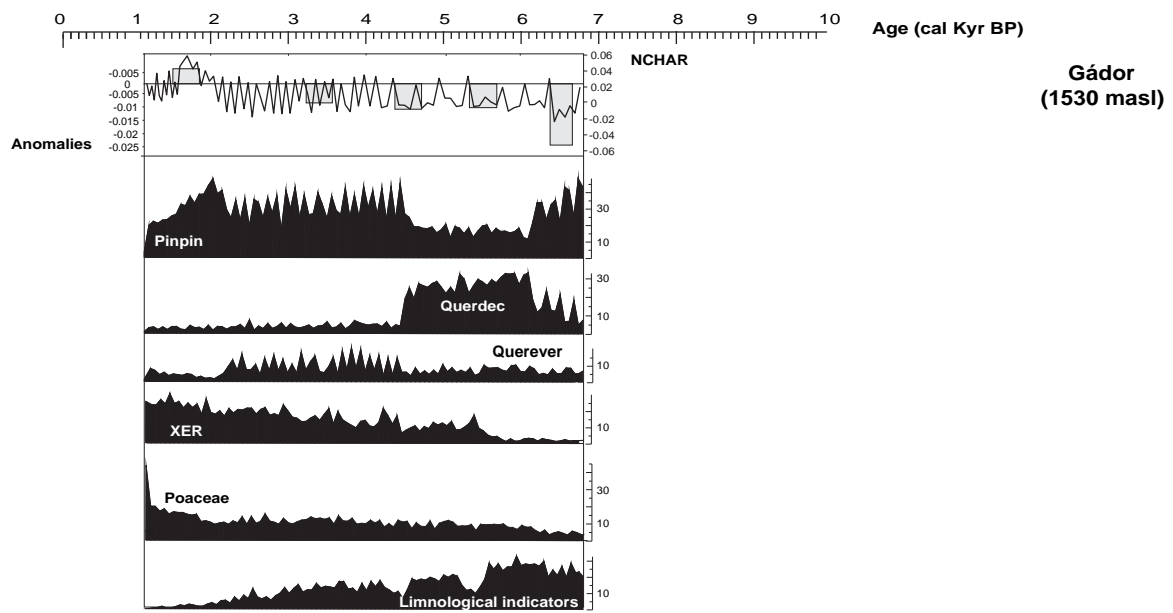 0 1 2 3 4 5 6 7 8 9 10 Age (cal Kyr BP)
NCHAR
Gádor
(1530 masl)
Anomalies
-0.005
0
-0.005
-0.01
-0.01
-0.02
-0.025
0.06
0.04
0.02
0
-0.02
-0.04
-0.06
Pinpin
30
10
Querdec
30
10
Querever
10
XER
10
Poaceae
30
10
Limnological indicators
10